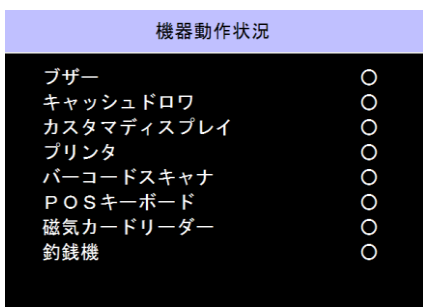 機器動作状況
ブザー ○
キャッシュドロワ ○
カスタマディスプレイ ○
プリンタ ○
バーコードスキャナ ○
ＰＯＳキーボード ○
磁気カードリーダー ○
釣銭機 ○